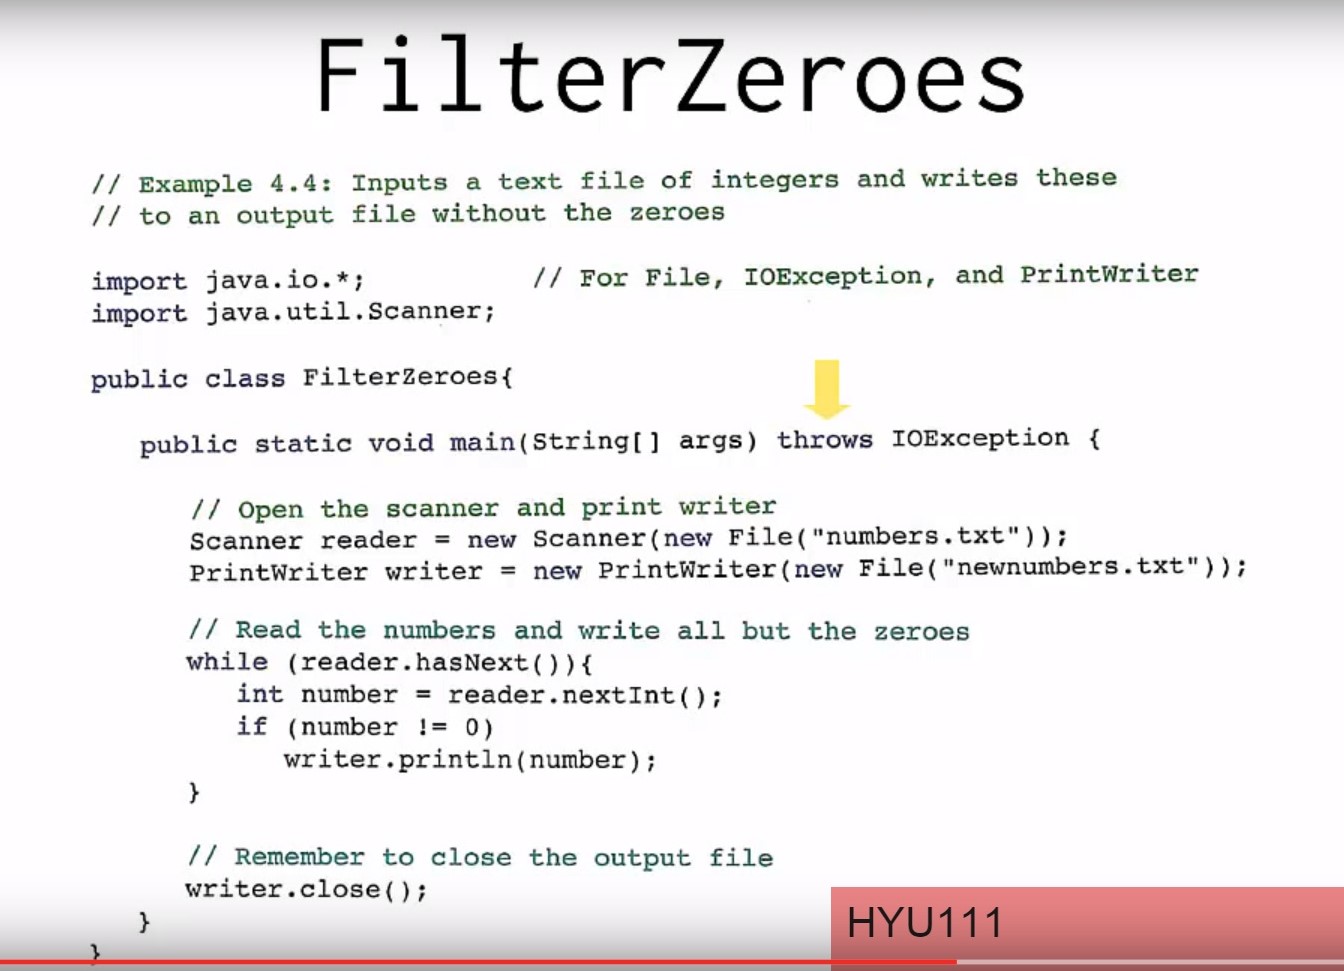 FilterZeroes
// Example 4.4: Inputs a text file of integers and writes these
// to an output file without the zeroes
import java.io.*;          // For File, IOException, and PrintWriter
import java.util.Scanner;
public class FilterZeroes{
   public static void main(String[] args) throws IOException {
      // Open the scanner and print writer
      Scanner reader = new Scanner(new File("numbers.txt"));
      PrintWriter writer = new PrintWriter(new File("newnumbers.txt"));
      // Read the numbers and write all but the zeroes
      while (reader.hasNext()){
         int number = reader.nextInt();
         if (number != 0)
            writer.println(number);
      }
      // Remember to close the output file
      writer.close();
   }
}
HYU111